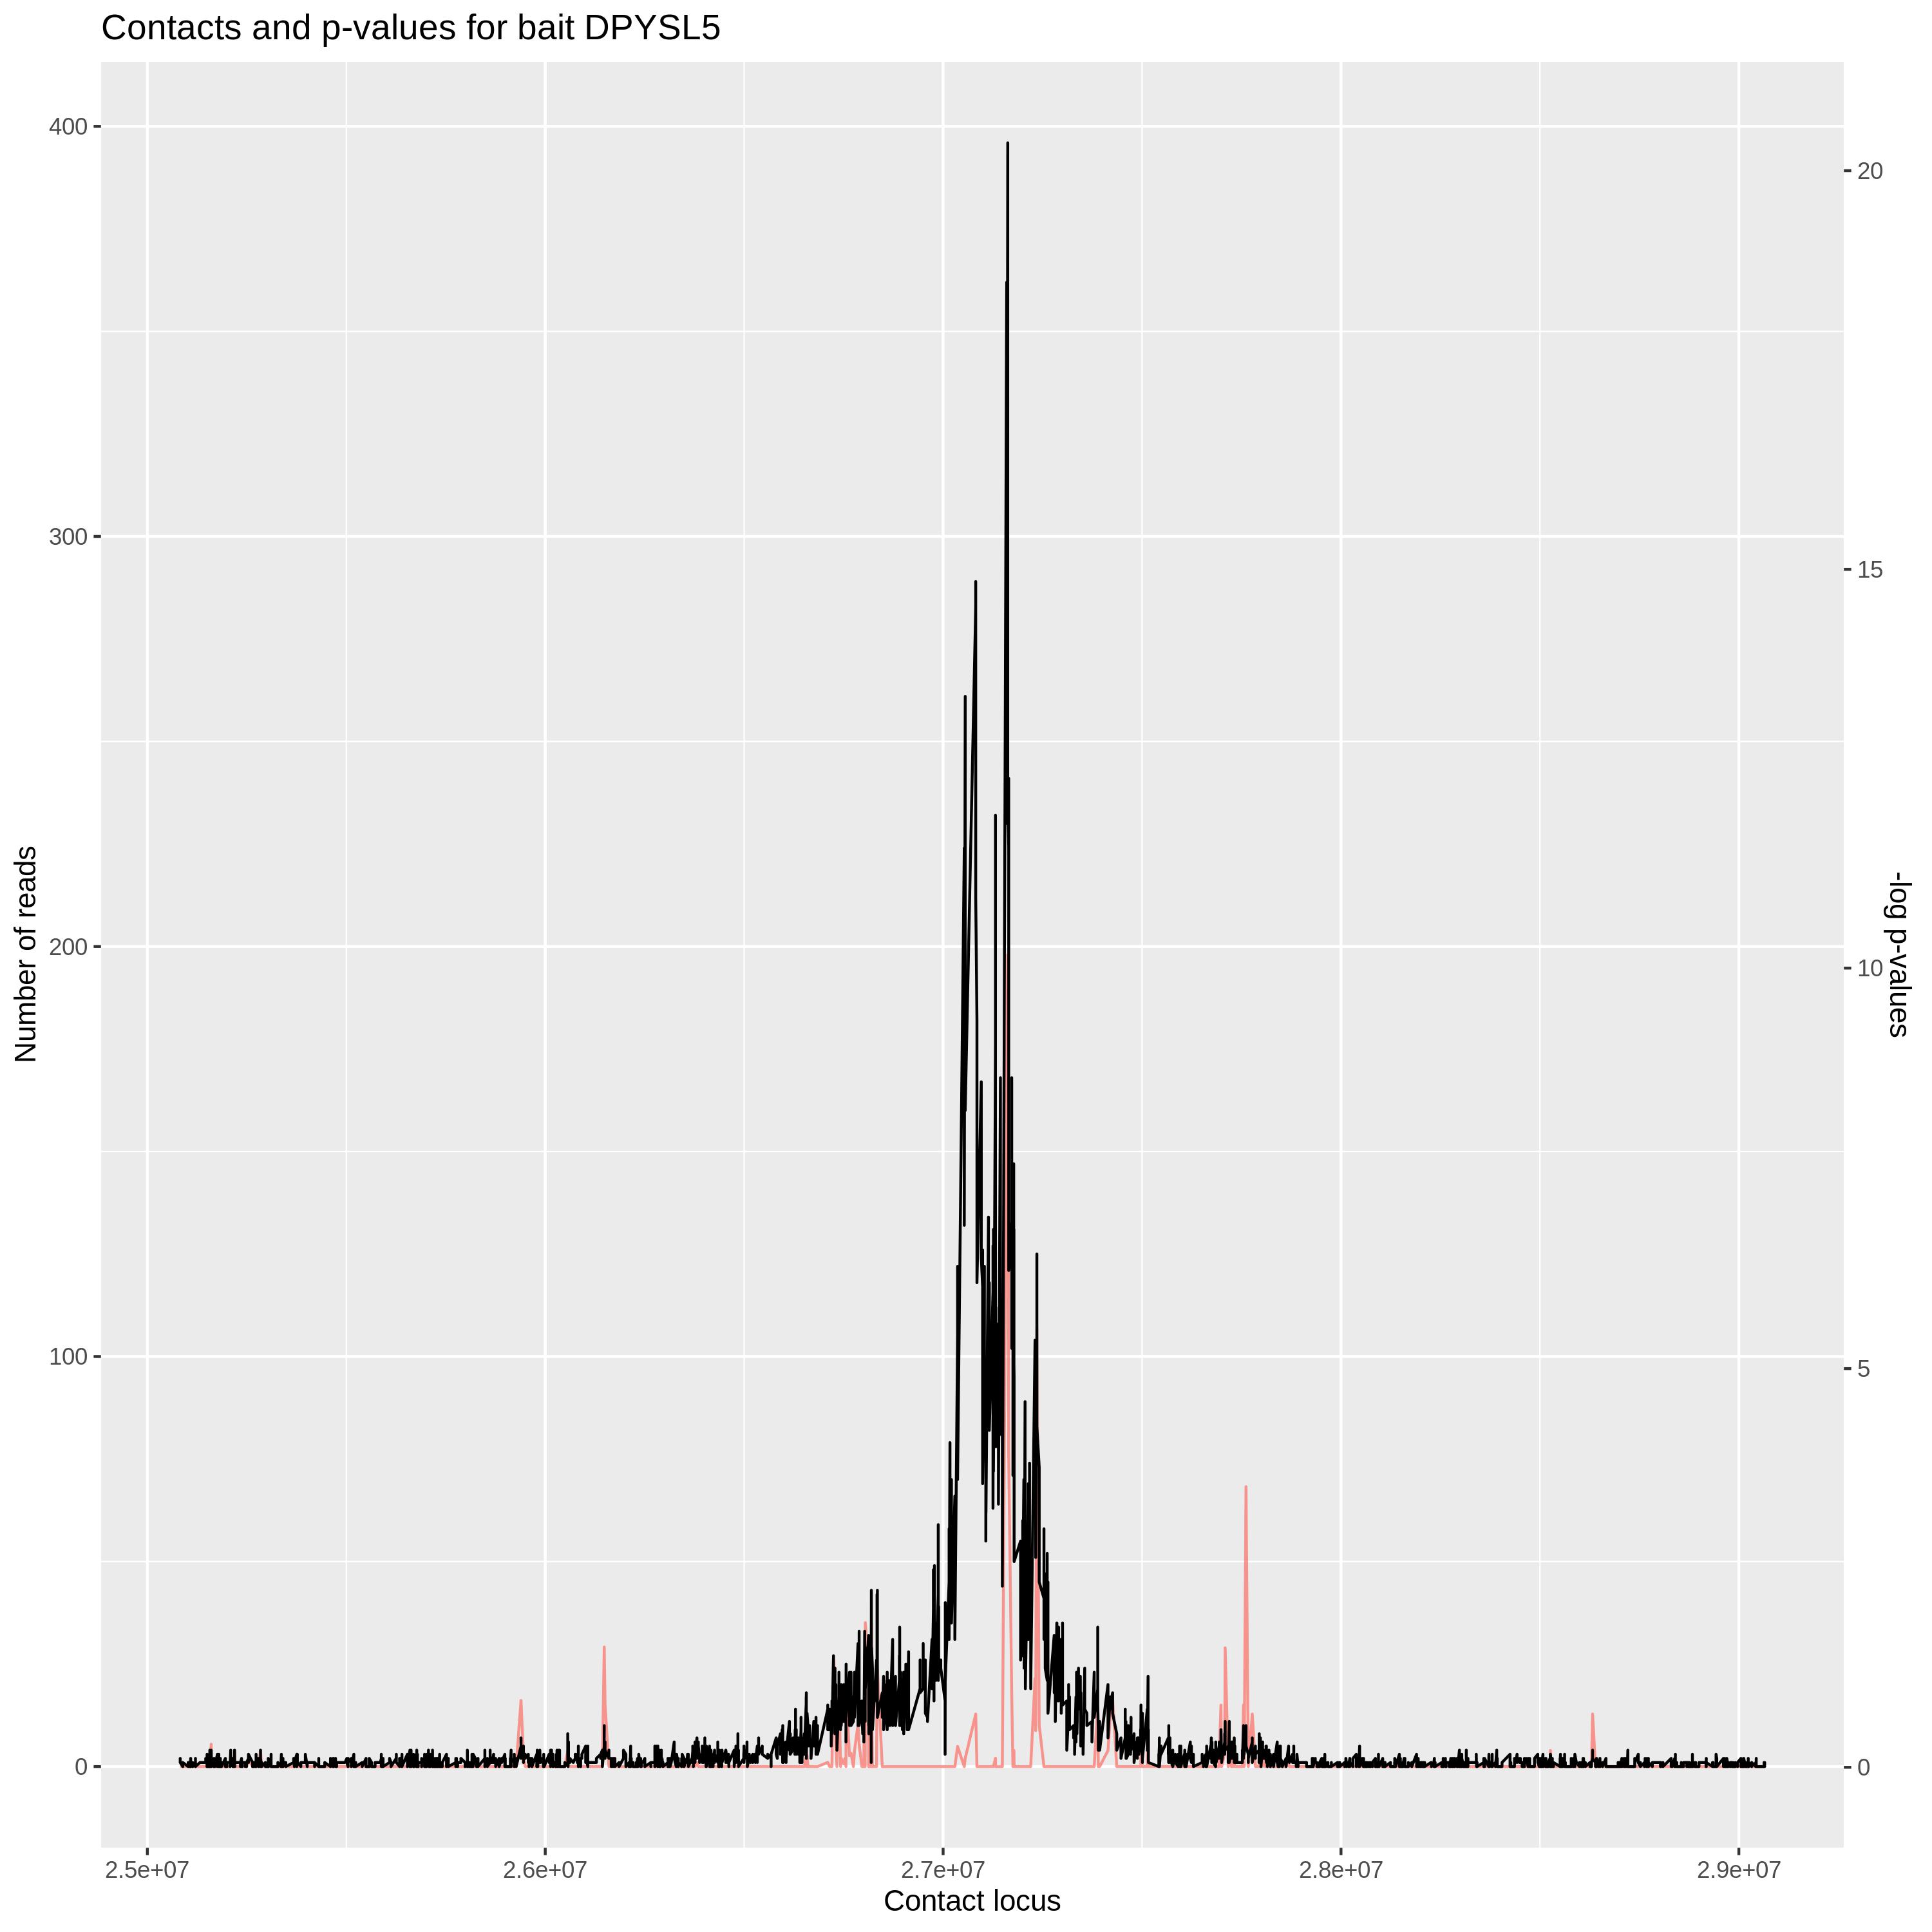 Contacts and p-values for bait DPYSL5
400
300
200
100
0
Number of reads
20
15
10
5
0
-log p-values
2.5e+07
2.6e+07
2.7e+07
2.8e+07
2.9e+07
Contact locus